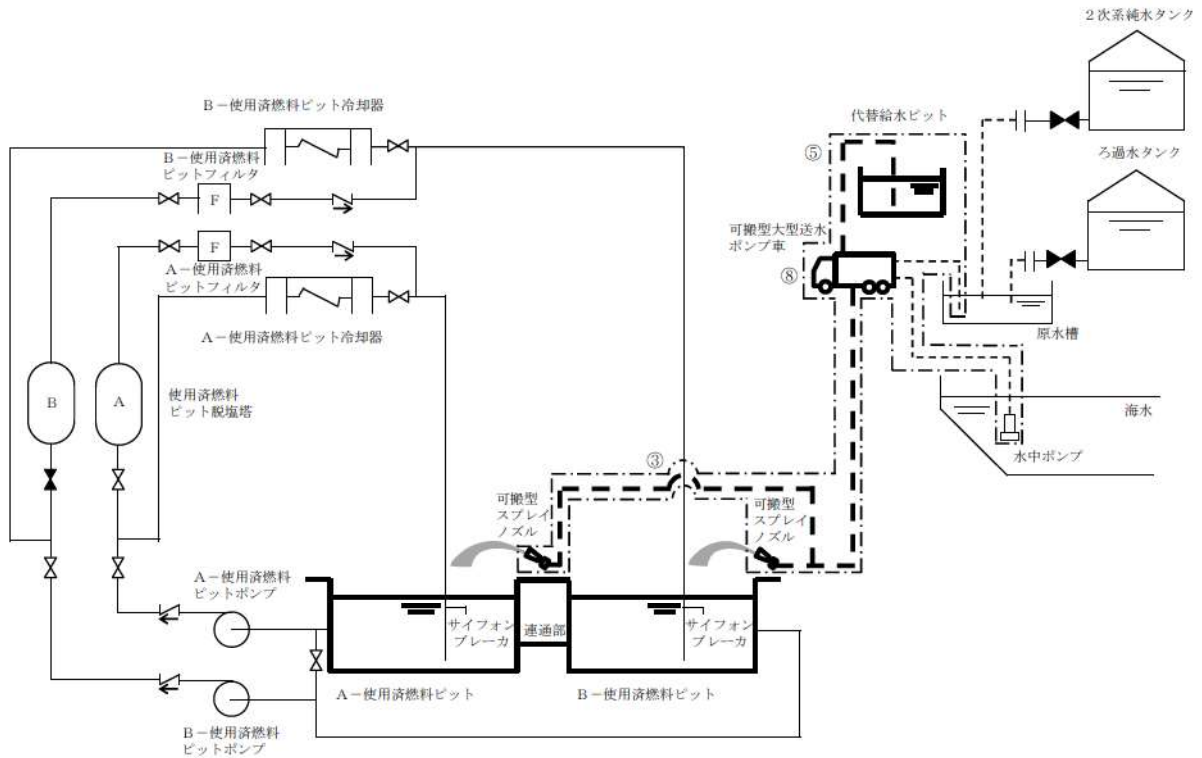 2次系純水タンク
B－使用済燃料ピット冷却器
代替給水ピット
⑤
B－使用済燃料
ピットフィルタ
F
ろ過水タンク
F
可搬型大型送水
ポンプ車
A－使用済燃料
ピットフィルタ
⑧
A－使用済燃料ピット冷却器
原水槽
使用済燃料
ピット脱塩塔
B
A
海水
水中ポンプ
③
可搬型
スプレイ
ノズル
可搬型
スプレイ
ノズル
A－使用済燃料
ピットポンプ
サイフォン
ブレーカ
連通部
サイフォン
ブレーカ
A－使用済燃料ピット
B－使用済燃料ピット
B－使用済燃料
ピットポンプ